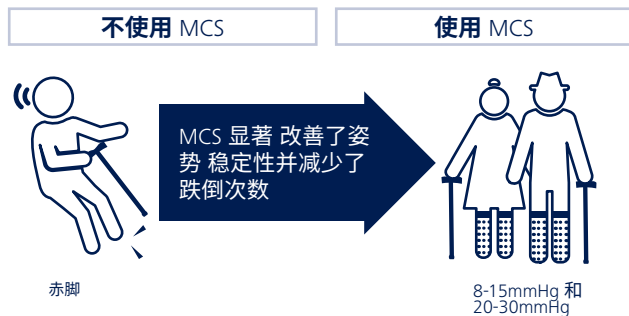 不使用 MCS
使用 MCS
MCS 显著 改善了姿
势 稳定性并减少了
跌倒次数
赤脚
8-15mmHg 和
20-30mmHg